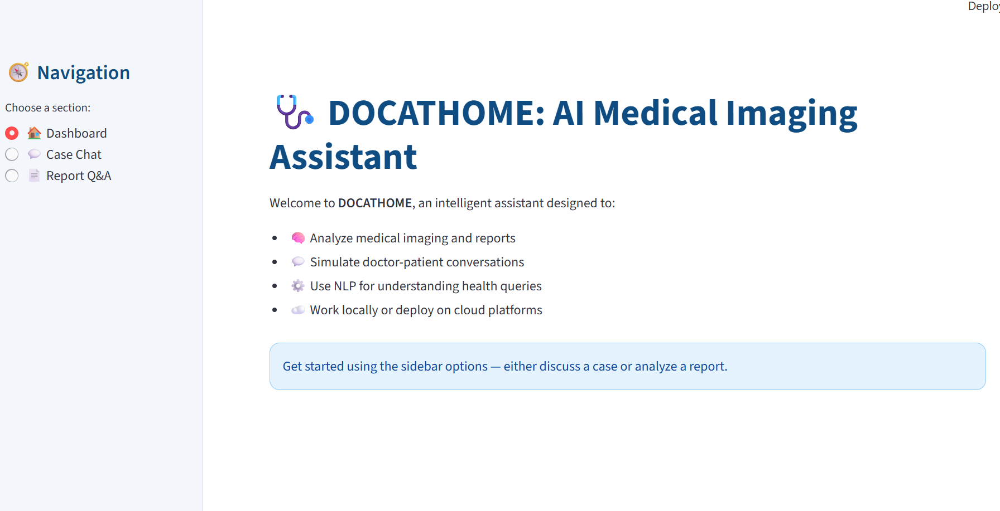 Navigation
Choose a section:
Dashboard
Case Chat
Report Q&A
DOCATHOME: AI Medical Imaging
Assistant
Welcome to DOCATHOME, an intelligent assistant designed to:
Analyze medical imaging and reports
Simulate doctor-patient conversations
Use NLP for understanding health queries
Work locally or deploy on cloud platforms
Get started using the sidebar options — either discuss a case or analyze a report.